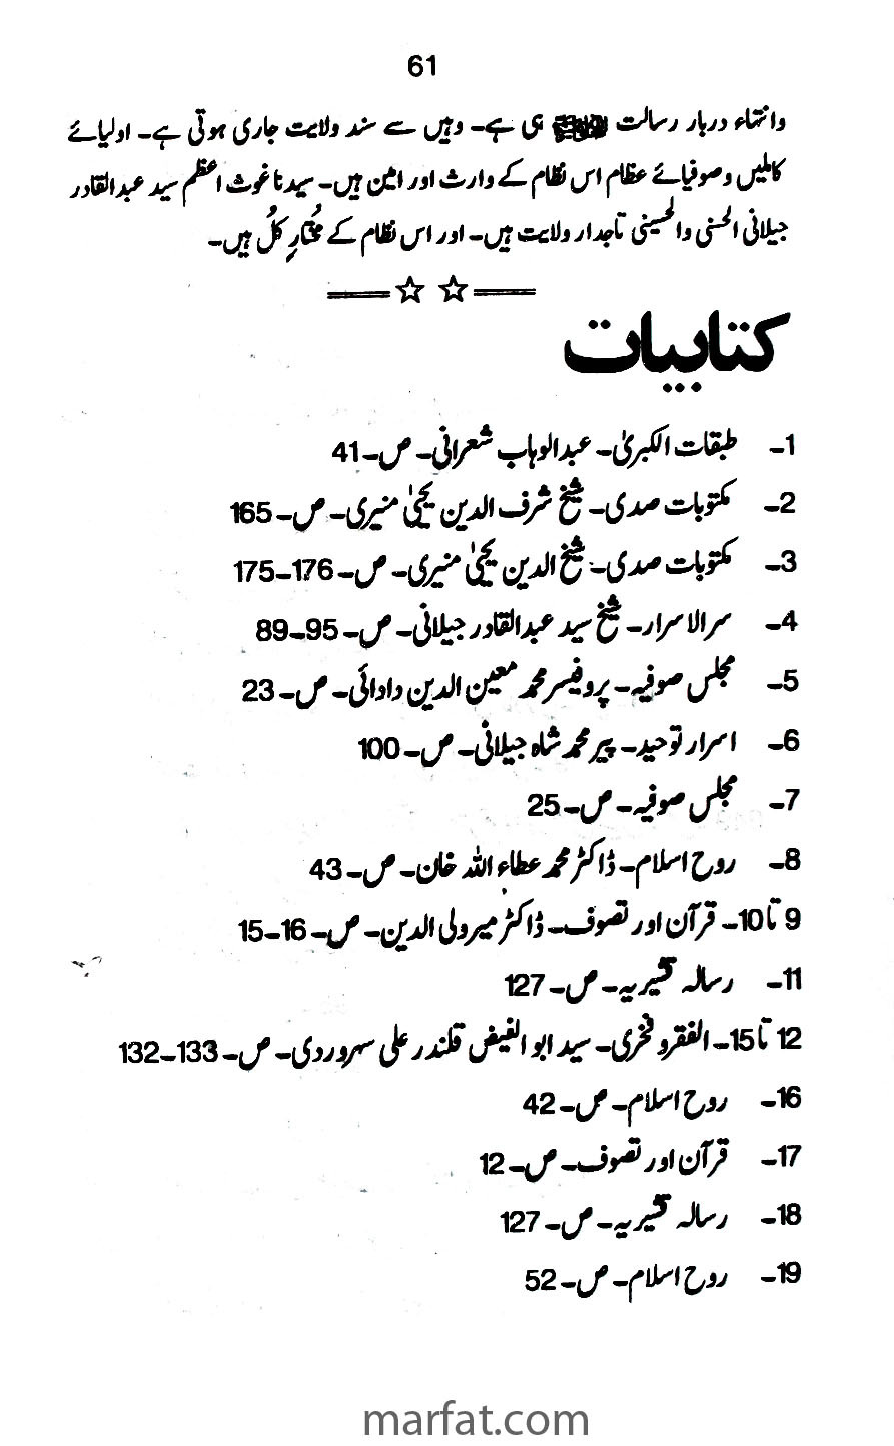 61
وانتہاء دربار رسالت ﷺ ہی ہے۔ وہیں سے سند ولایت جاری ہوتی ہے۔ اولیائے
کاملین وصوفیائے عظام اس نظام کے وارث اور امین ہیں۔ سیدنا غوث اعظم سید عبدالقادر
جیلانی الحسنی والحسینی تاجدار ولایت ہیں۔ اور اس نظام کے مختارِ کُل ہیں۔
کتابیات
1- طبقات الکبریٰ۔ عبدالوہاب شعرانی۔ ص۔41
2- مکتوبات صدی۔ شیخ شرف الدین یحییٰ منیری۔ ص۔165
3- مکتوبات صدی۔ شیخ الدین یحییٰ منیری۔ ص۔176-175
4- سرالاسرار۔ شیخ سید عبدالقادر جیلانی۔ ص۔95-89
5- مجلس صوفیہ۔ پروفیسر محمد معین الدین دادائی۔ ص۔23
6- اسرار توحید۔ پیر محمد شاہ جیلانی۔ ص۔100
7- مجلس صوفیہ۔ ص۔25
8- روح اسلام۔ ڈاکٹر محمد عطاء اللہ خان۔ ص۔43
9 تا 10- قرآن اور تصوف۔ ڈاکٹر میر ولی الدین۔ ص۔16-15
11- رسالہ قشیریہ۔ ص۔127
12 تا 15- الفقر و فخری۔ سید ابوالفیض قلندر علی سہروردی۔ ص۔133-132
16- روح اسلام۔ ص۔42
17- قرآن اور تصوف۔ ص۔12
18- رسالہ قشیریہ۔ ص۔127
19- روح اسلام۔ ص۔52
marfat.com